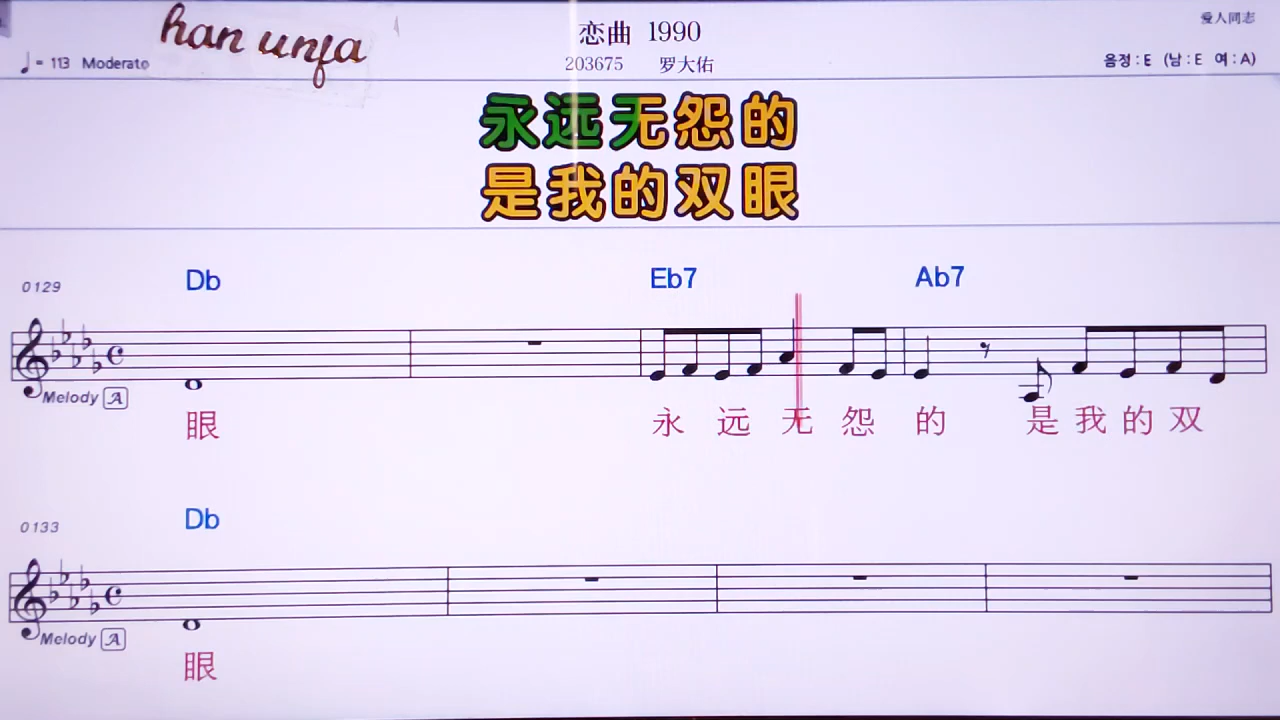 han unfa
恋曲 1990
爱人同志
♩= 113 Moderato
203675 罗大佑
음정 : E (남 : E 여 : A)
永远无怨的
是我的双眼
0129 Db Eb7 Ab7
Melody A
眼 永 远 无 怨 的 是 我 的 双
0133 Db
Melody A
眼